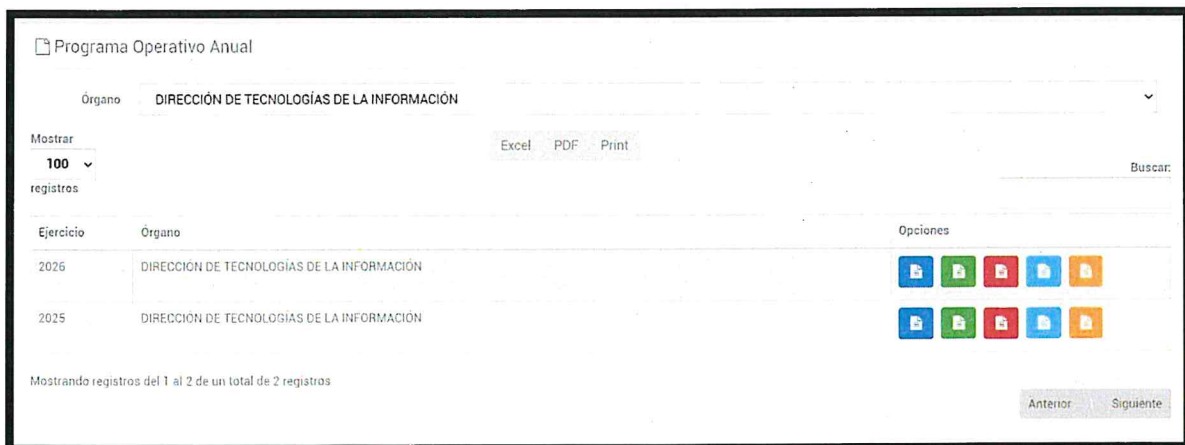 Programa Operativo Anual
Órgano DIRECCIÓN DE TECNOLOGÍAS DE LA INFORMACIÓN
Mostrar
100
registros
Excel PDF Print
Buscar:
Ejercicio Órgano Opciones
2026 DIRECCIÓN DE TECNOLOGÍAS DE LA INFORMACIÓN
2025 DIRECCIÓN DE TECNOLOGÍAS DE LA INFORMACIÓN
Mostrando registros del 1 al 2 de un total de 2 registros
Anterior Siguiente